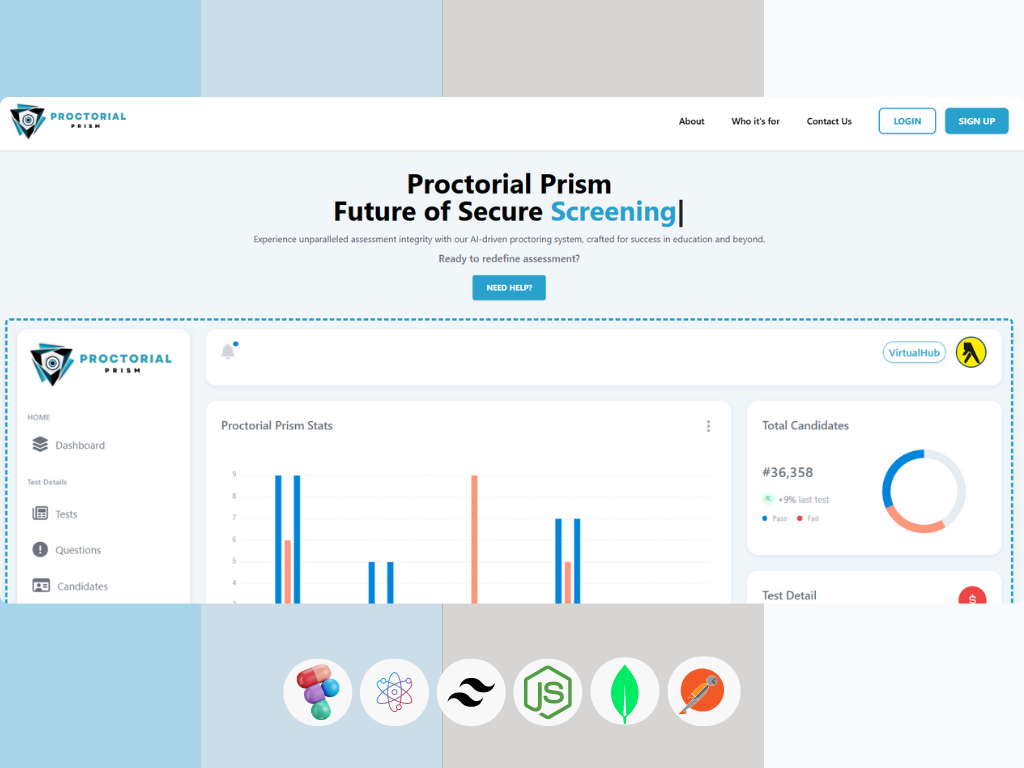 PROCTORIAL
PRISM
About
Who it's for
Contact Us
LOGIN
SIGN UP
Proctorial Prism
Future of Secure Screening|
Experience unparalleled assessment integrity with our AI-driven proctoring system, crafted for success in education and beyond.
Ready to redefine assessment?
NEED HELP?
PROCTORIAL
PRISM
VirtualHub
HOME
Dashboard
Test Details
Tests
Questions
Candidates
Proctorial Prism Stats
9
8
7
6
5
4
Total Candidates
#36,358
+9% last test
Pass
Fail
Test Detail
$
JS